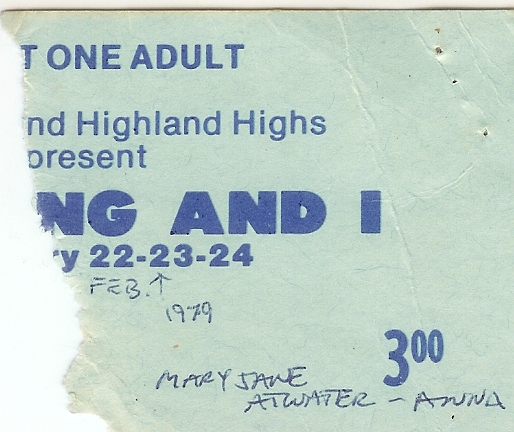 T ONE ADULT
nd Highland Highs
present
NG AND I
ry 22-23-24
FEB. ↑
1979
3.00
MARY JANE
ATWATER - ANNA